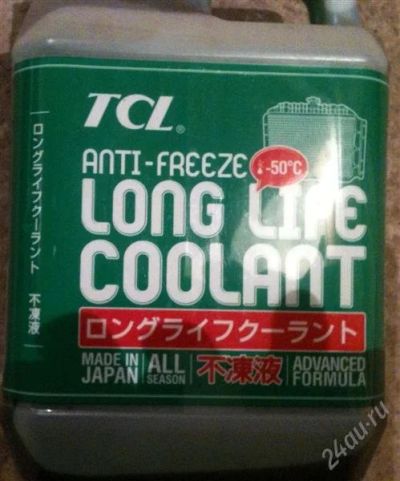 TCL®
ANTI-FREEZE
-50°C
LONG LIFE
COOLANT
ロングライフクーラント
MADE IN JAPAN
ALL SEASON
不凍液
ADVANCED FORMULA
ロングライフクーラント 不凍液
24au.ru